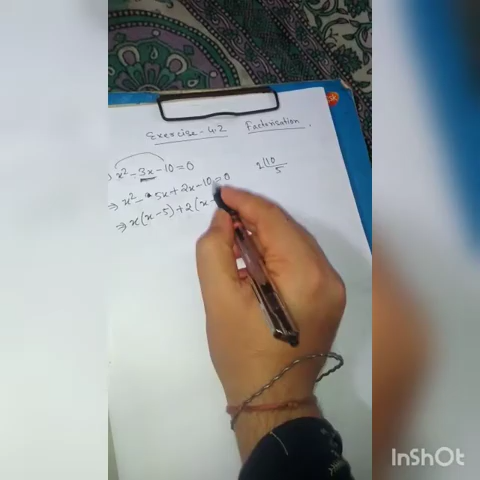 Exercise - 4.2 Factorisation.
) x² - 3x - 10 = 0
2 | 10
5
⇒ x² - 5x + 2x - 10 = 0
⇒ x(x - 5) + 2(x -
InShOt